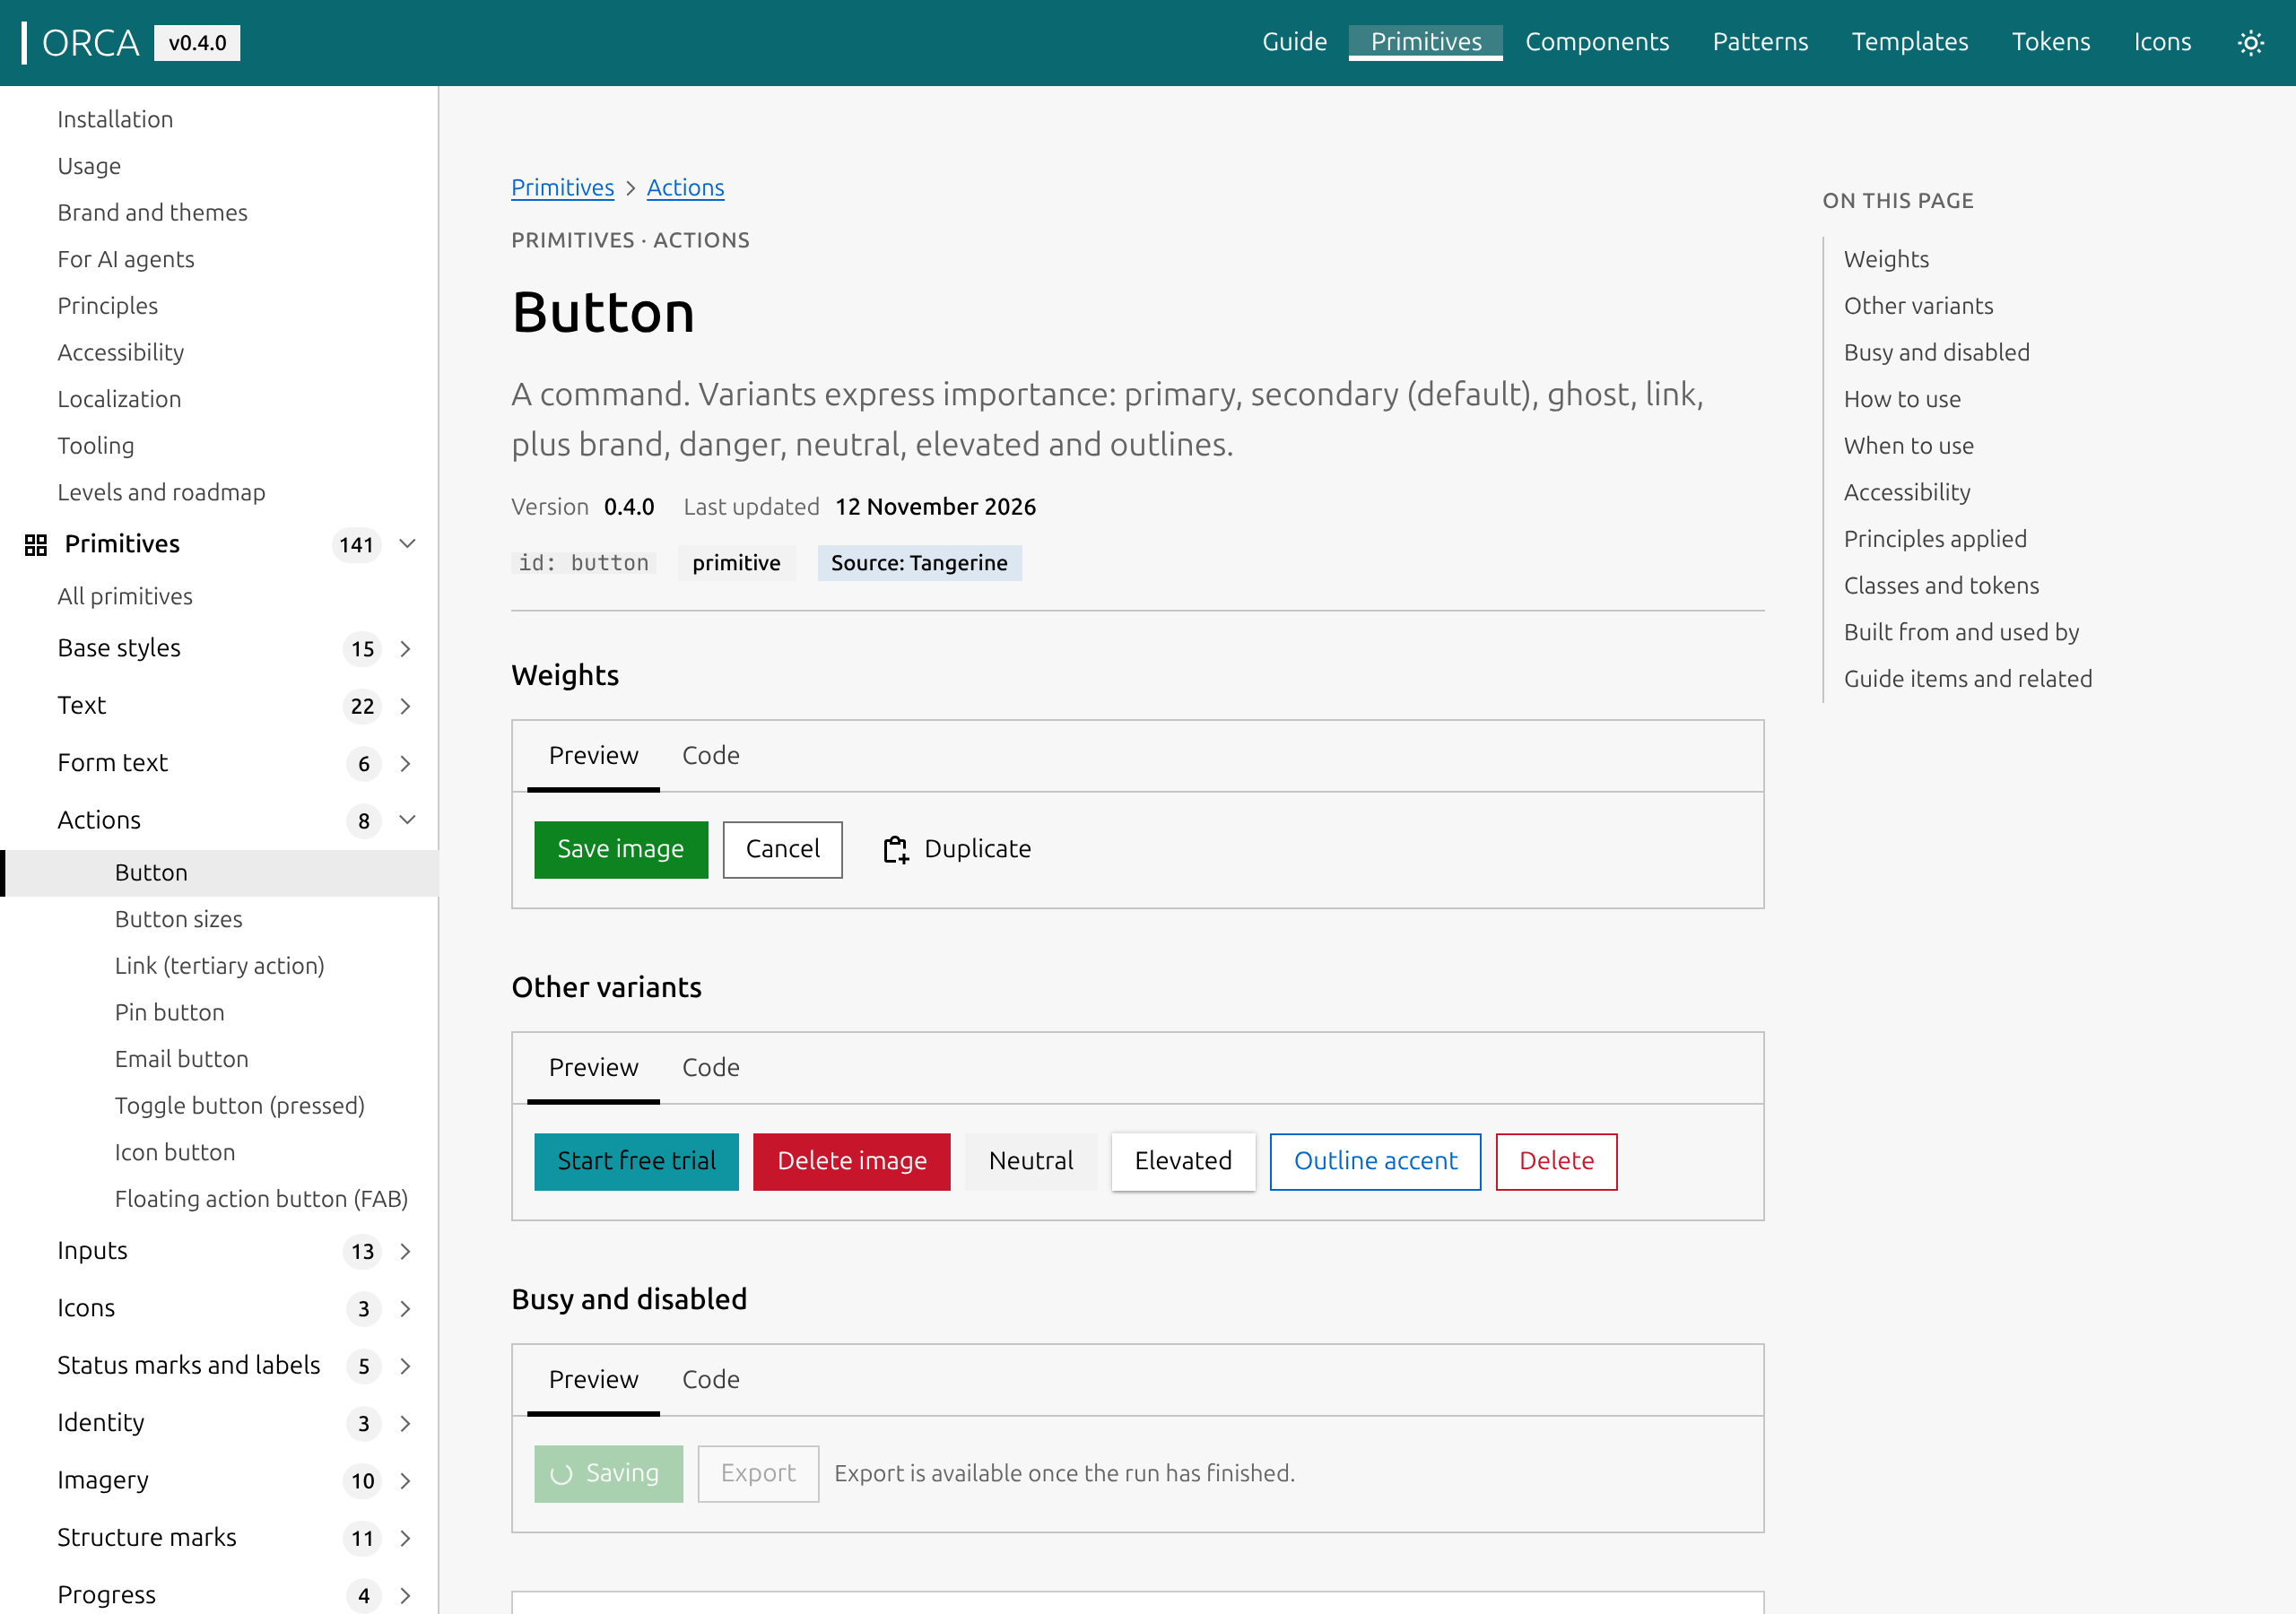 ORCA v0.4.0
Guide Primitives Components Patterns Templates Tokens Icons
Installation
Usage
Brand and themes
For AI agents
Principles
Accessibility
Localization
Tooling
Levels and roadmap
Primitives 141
All primitives
Base styles 15
Text 22
Form text 6
Actions 8
Button
Button sizes
Link (tertiary action)
Pin button
Email button
Toggle button (pressed)
Icon button
Floating action button (FAB)
Inputs 13
Icons 3
Status marks and labels 5
Identity 3
Imagery 10
Structure marks 11
Progress 4
Primitives > Actions
PRIMITIVES · ACTIONS
Button
A command. Variants express importance: primary, secondary (default), ghost, link,
plus brand, danger, neutral, elevated and outlines.
Version 0.4.0 Last updated 12 November 2026
id: button primitive Source: Tangerine
Weights
Preview Code
Save image Cancel Duplicate
Other variants
Preview Code
Start free trial Delete image Neutral Elevated Outline accent Delete
Busy and disabled
Preview Code
Saving Export Export is available once the run has finished.
ON THIS PAGE
Weights
Other variants
Busy and disabled
How to use
When to use
Accessibility
Principles applied
Classes and tokens
Built from and used by
Guide items and related